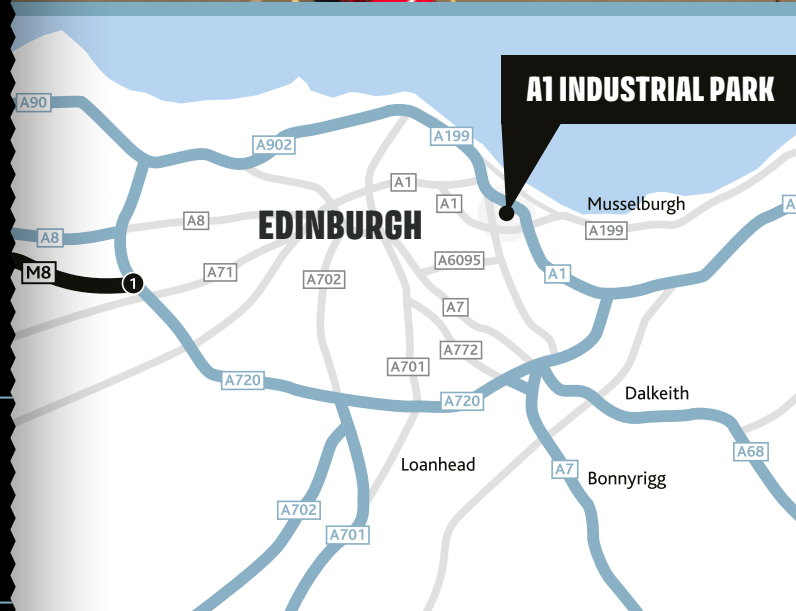 A1 INDUSTRIAL PARK
A90
A902
A199
A1
A1
Musselburgh
A8
A199
EDINBURGH
A8
A6095
M8
A71
A702
A1
1
A7
A772
A701
A720
A720
Dalkeith
A68
Loanhead
A7
Bonnyrigg
A702
A701